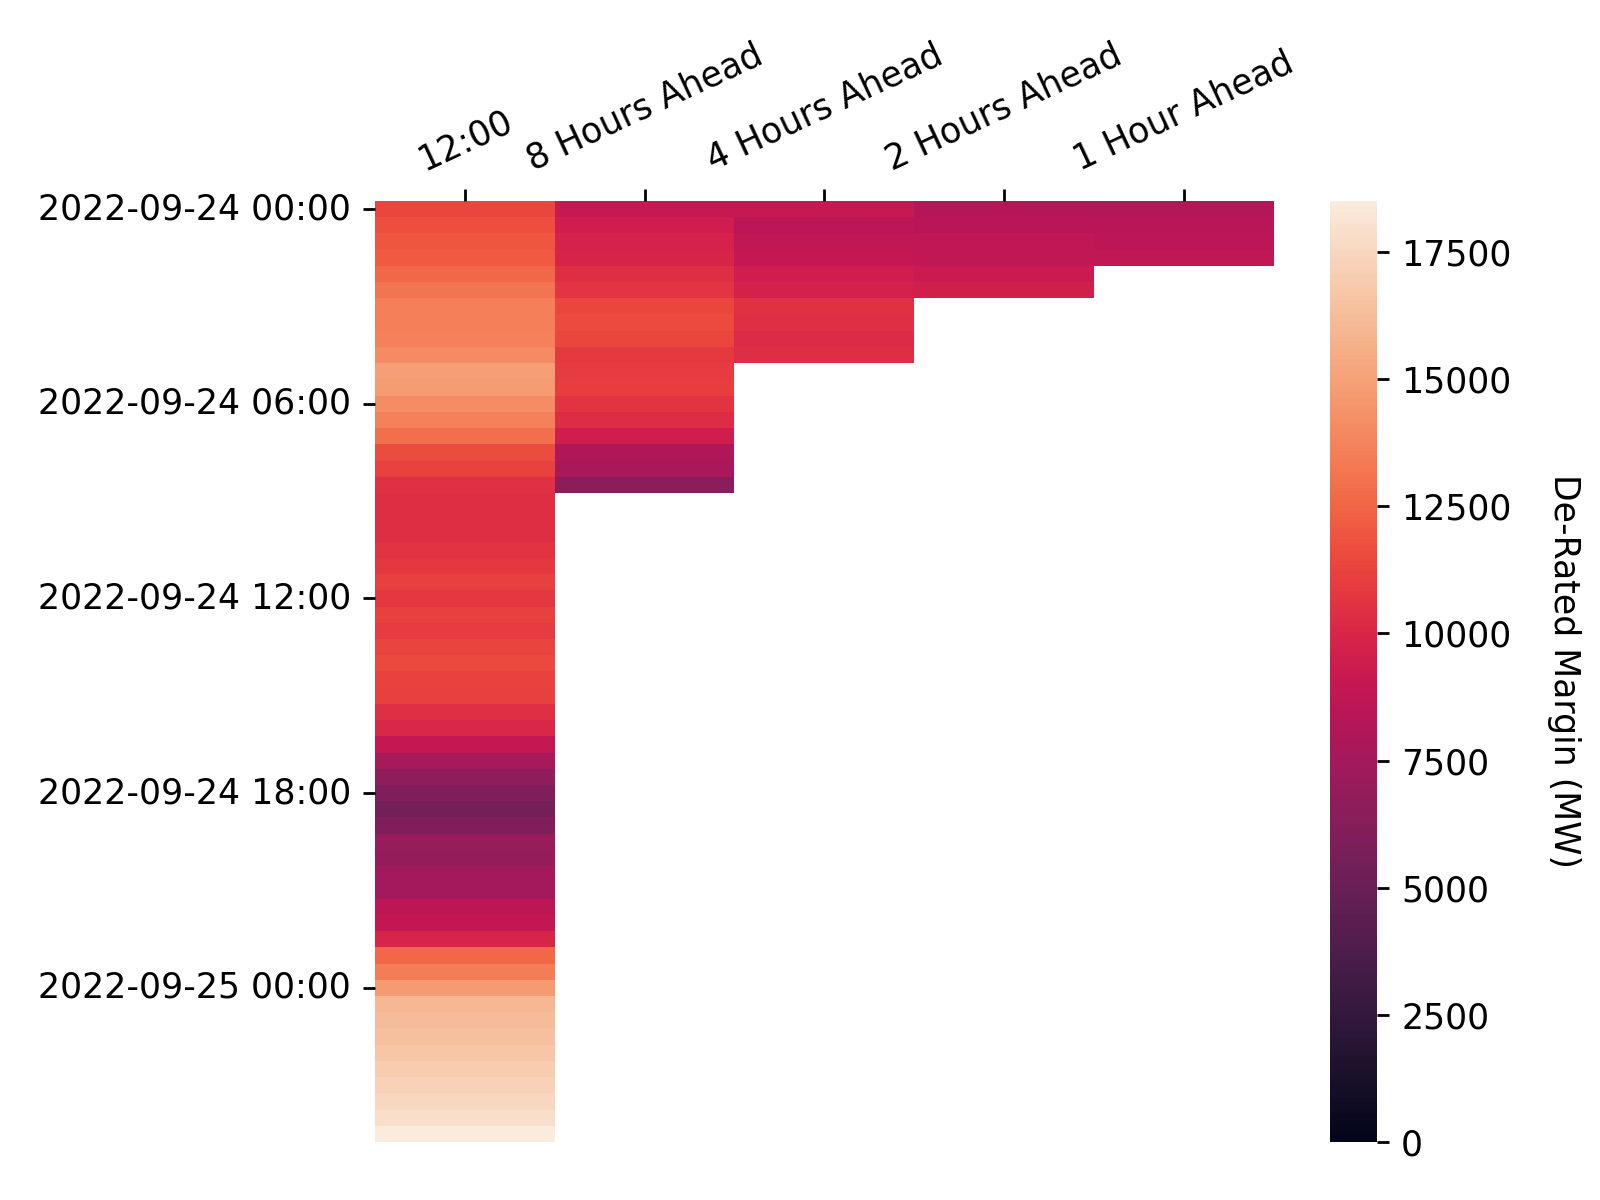 12:00
8 Hours Ahead
4 Hours Ahead
2 Hours Ahead
1 Hour Ahead
2022-09-24 00:00
2022-09-24 06:00
2022-09-24 12:00
2022-09-24 18:00
2022-09-25 00:00
17500
15000
12500
10000
7500
5000
2500
0
De-Rated Margin (MW)